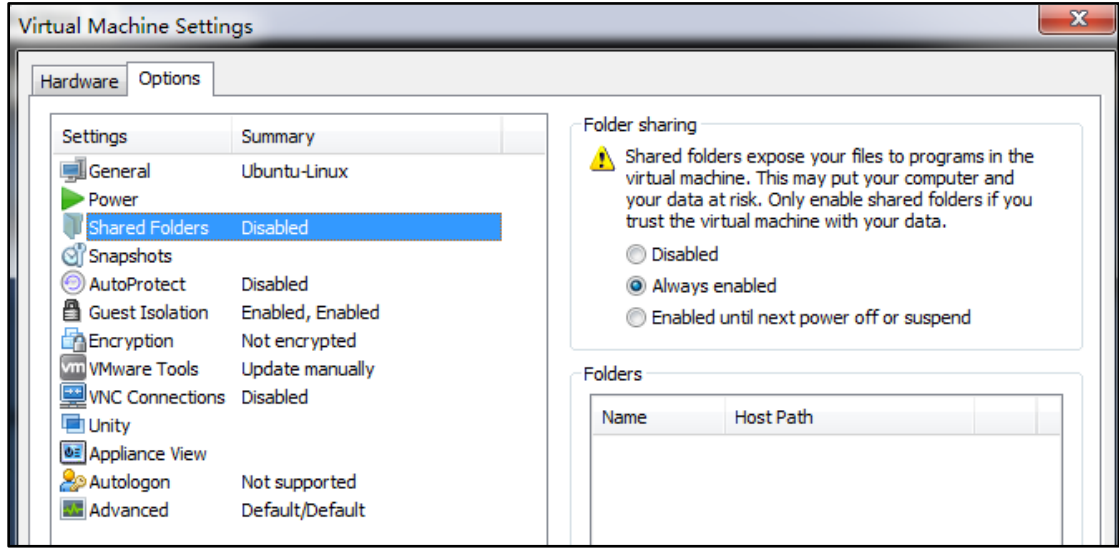 Virtual Machine Settings
Hardware Options
Settings Summary
General Ubuntu-Linux
Power
Shared Folders Disabled
Snapshots
AutoProtect Disabled
Guest Isolation Enabled, Enabled
Encryption Not encrypted
vm VMware Tools Update manually
VNC Connections Disabled
Unity
Appliance View
Autologon Not supported
Advanced Default/Default
Folder sharing
Shared folders expose your files to programs in the
virtual machine. This may put your computer and
your data at risk. Only enable shared folders if you
trust the virtual machine with your data.
Disabled
Always enabled
Enabled until next power off or suspend
Folders
Name Host Path